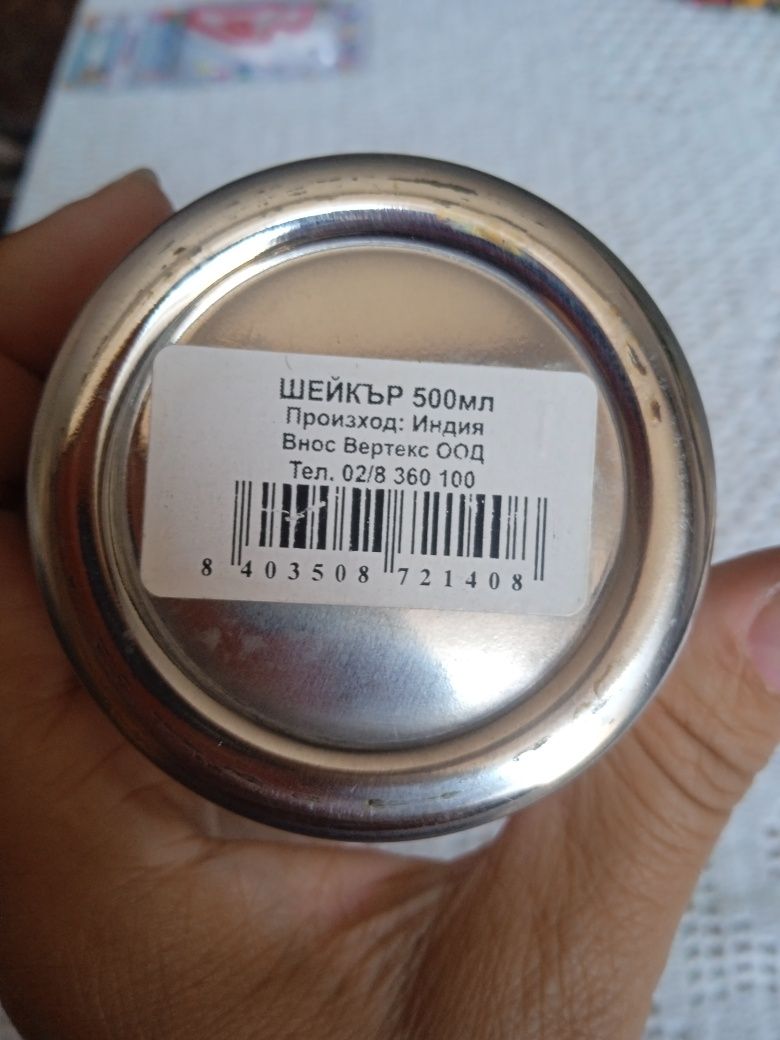 ШЕЙКЪР 500мл
Произход: Индия
Внос Вертекс ООД
Тел. 02/8 360 100
8 403508 721408